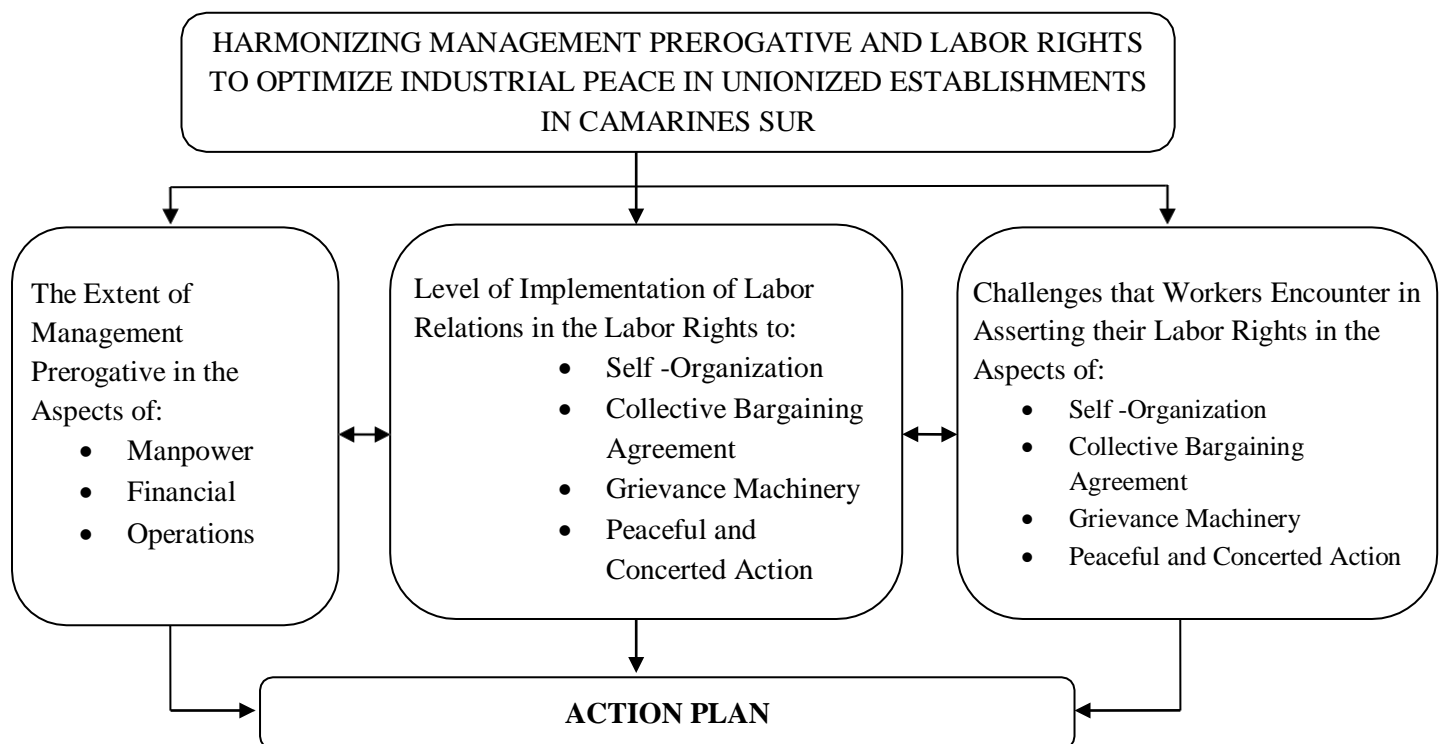 HARMONIZING MANAGEMENT PREROGATIVE AND LABOR RIGHTS
TO OPTIMIZE INDUSTRIAL PEACE IN UNIONIZED ESTABLISHMENTS
IN CAMARINES SUR
The Extent of
Management
Prerogative in the
Aspects of:
• Manpower
• Financial
• Operations
Level of Implementation of Labor
Relations in the Labor Rights to:
• Self -Organization
• Collective Bargaining
Agreement
• Grievance Machinery
• Peaceful and
Concerted Action
Challenges that Workers Encounter in
Asserting their Labor Rights in the
Aspects of:
• Self -Organization
• Collective Bargaining
Agreement
• Grievance Machinery
• Peaceful and Concerted Action
ACTION PLAN